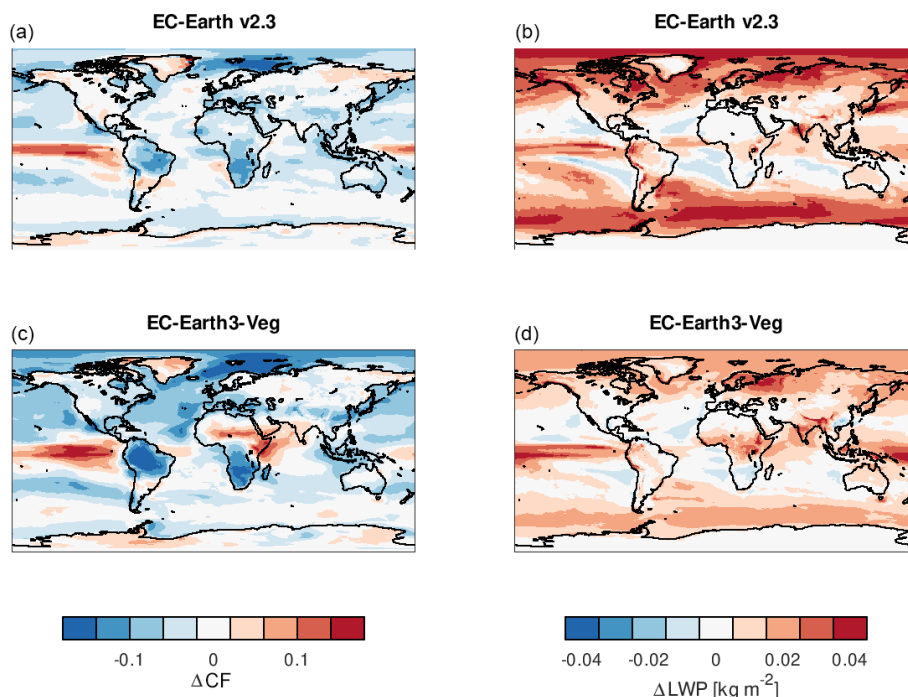 (a) EC-Earth v2.3
(b) EC-Earth v2.3
(c) EC-Earth3-Veg
(d) EC-Earth3-Veg
-0.1 0 0.1
ΔCF
-0.04 -0.02 0 0.02 0.04
ΔLWP [kg m⁻²]